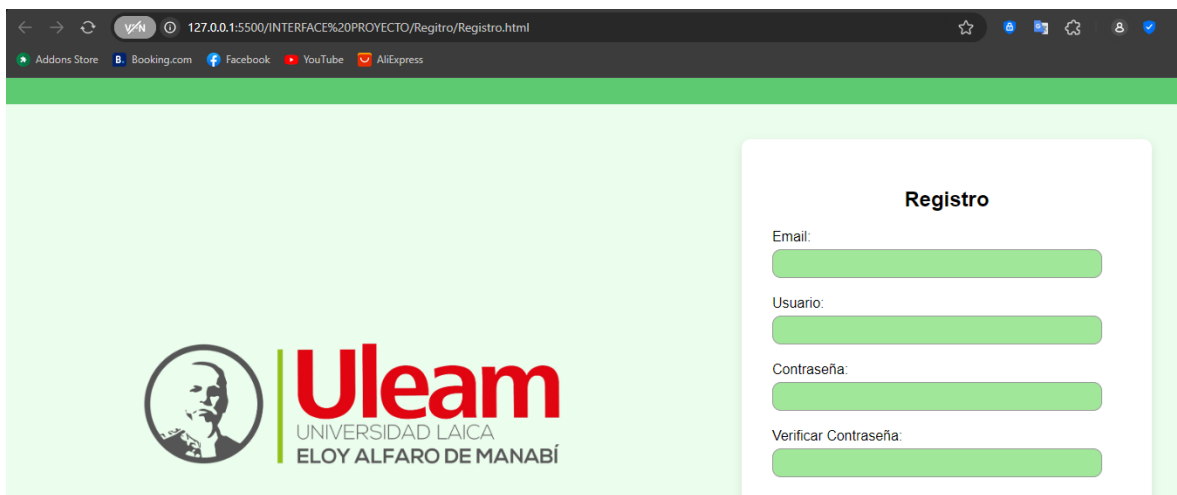 VPN
127.0.0.1:5500/INTERFACE%20PROYECTO/Regitro/Registro.html
Addons Store B. Booking.com Facebook YouTube AliExpress
Registro
Email:
Usuario:
Contraseña:
Verificar Contraseña:
Uleam
UNIVERSIDAD LAICA
ELOY ALFARO DE MANABÍ